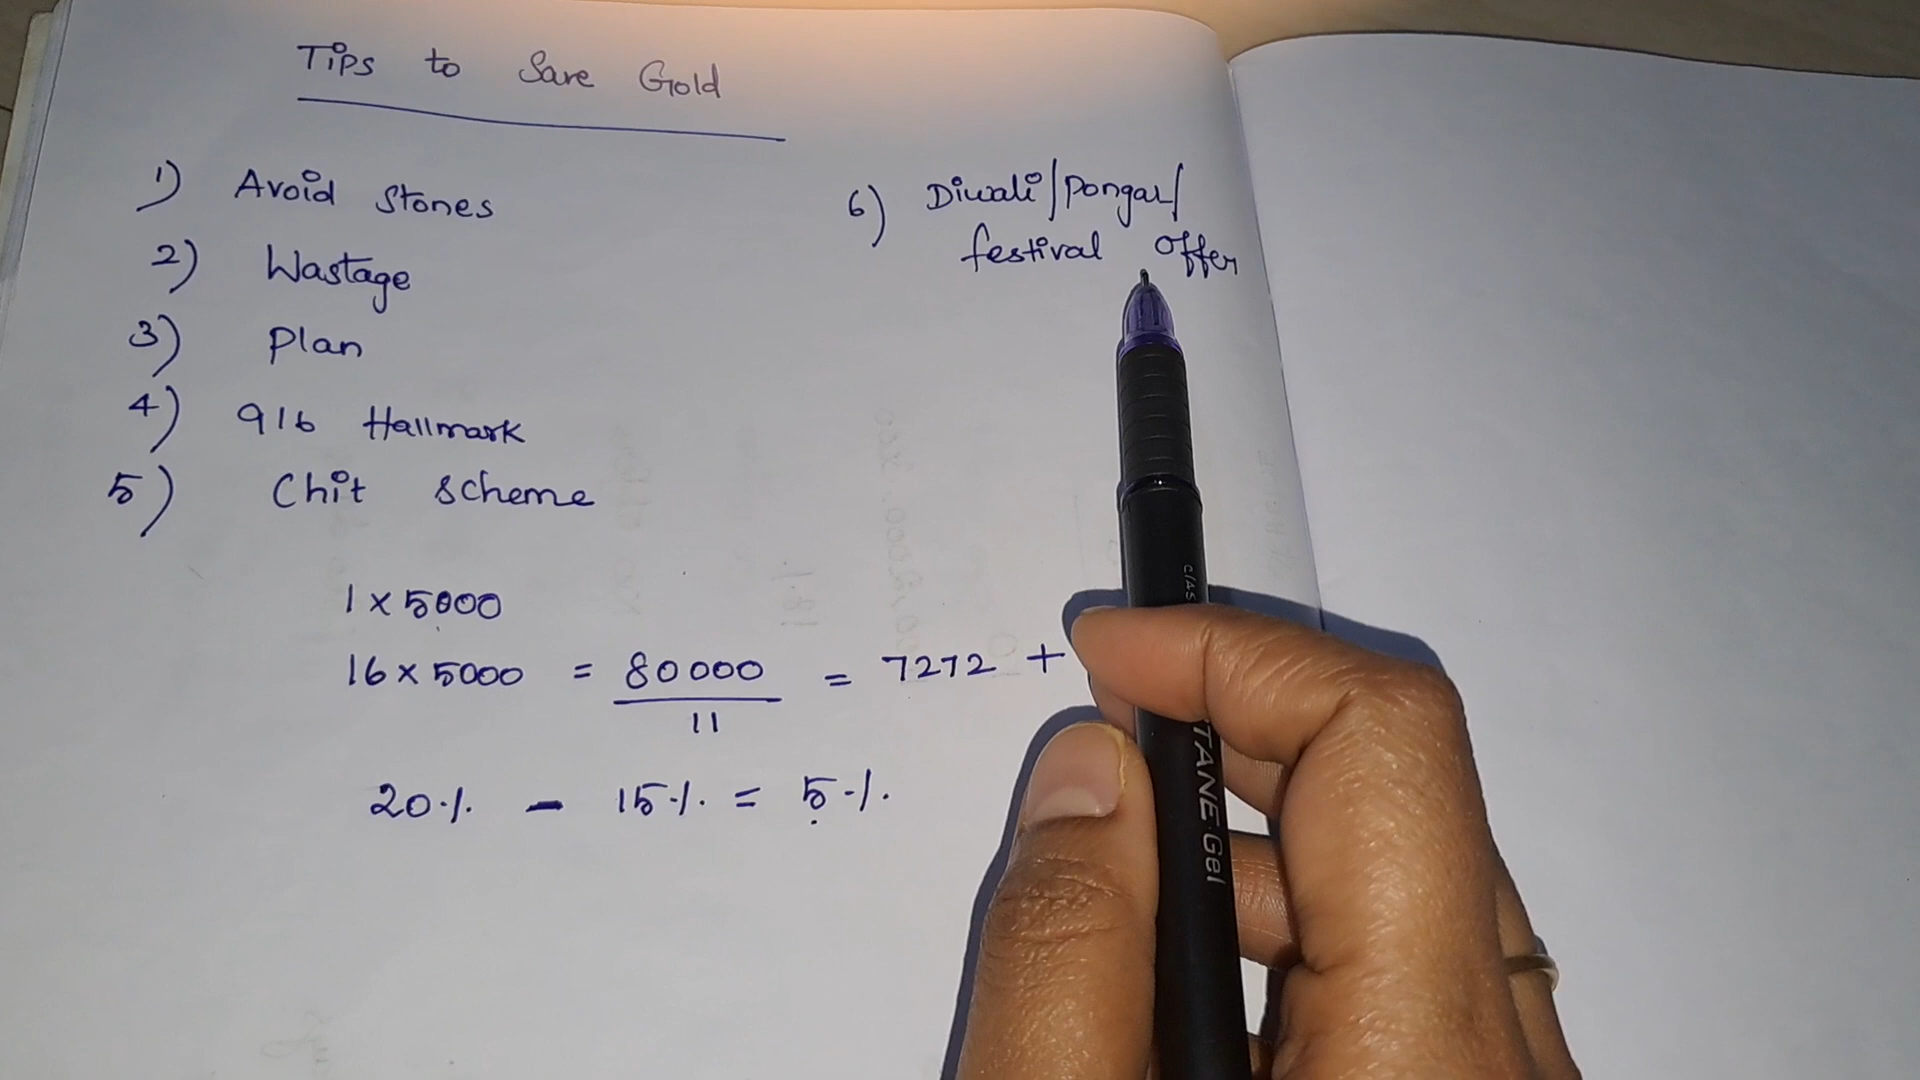 Tips to Save Gold
1) Avoid Stones
2) Wastage
3) Plan
4) 916 Hallmark
5) Chit scheme
1 × 5000
16 × 5000 = 80000 / 11 = 7272 +
20% - 15% = 5%
6) Diwali/Pongal/
festival offer
TANE Gel